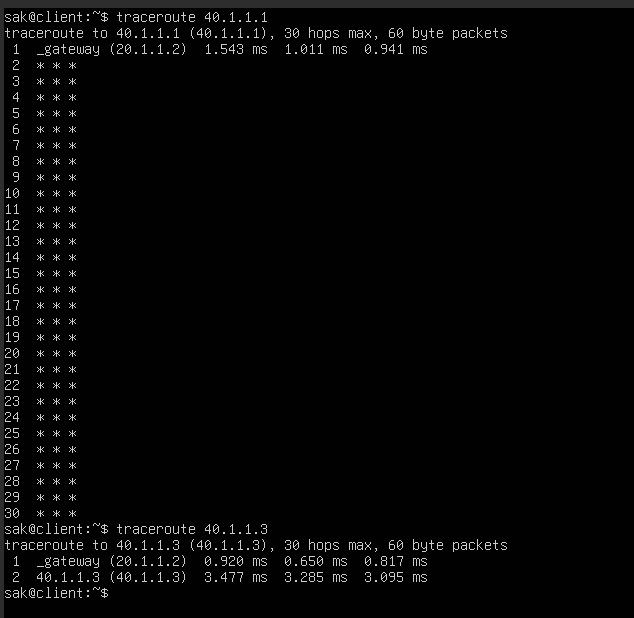 sak@client:~$ traceroute 40.1.1.1
traceroute to 40.1.1.1 (40.1.1.1), 30 hops max, 60 byte packets
 1  _gateway (20.1.1.2)  1.543 ms  1.011 ms  0.941 ms
 2  * * *
 3  * * *
 4  * * *
 5  * * *
 6  * * *
 7  * * *
 8  * * *
 9  * * *
10  * * *
11  * * *
12  * * *
13  * * *
14  * * *
15  * * *
16  * * *
17  * * *
18  * * *
19  * * *
20  * * *
21  * * *
22  * * *
23  * * *
24  * * *
25  * * *
26  * * *
27  * * *
28  * * *
29  * * *
30  * * *
sak@client:~$ traceroute 40.1.1.3
traceroute to 40.1.1.3 (40.1.1.3), 30 hops max, 60 byte packets
 1  _gateway (20.1.1.2)  0.920 ms  0.650 ms  0.817 ms
 2  40.1.1.3 (40.1.1.3)  3.477 ms  3.285 ms  3.095 ms
sak@client:~$